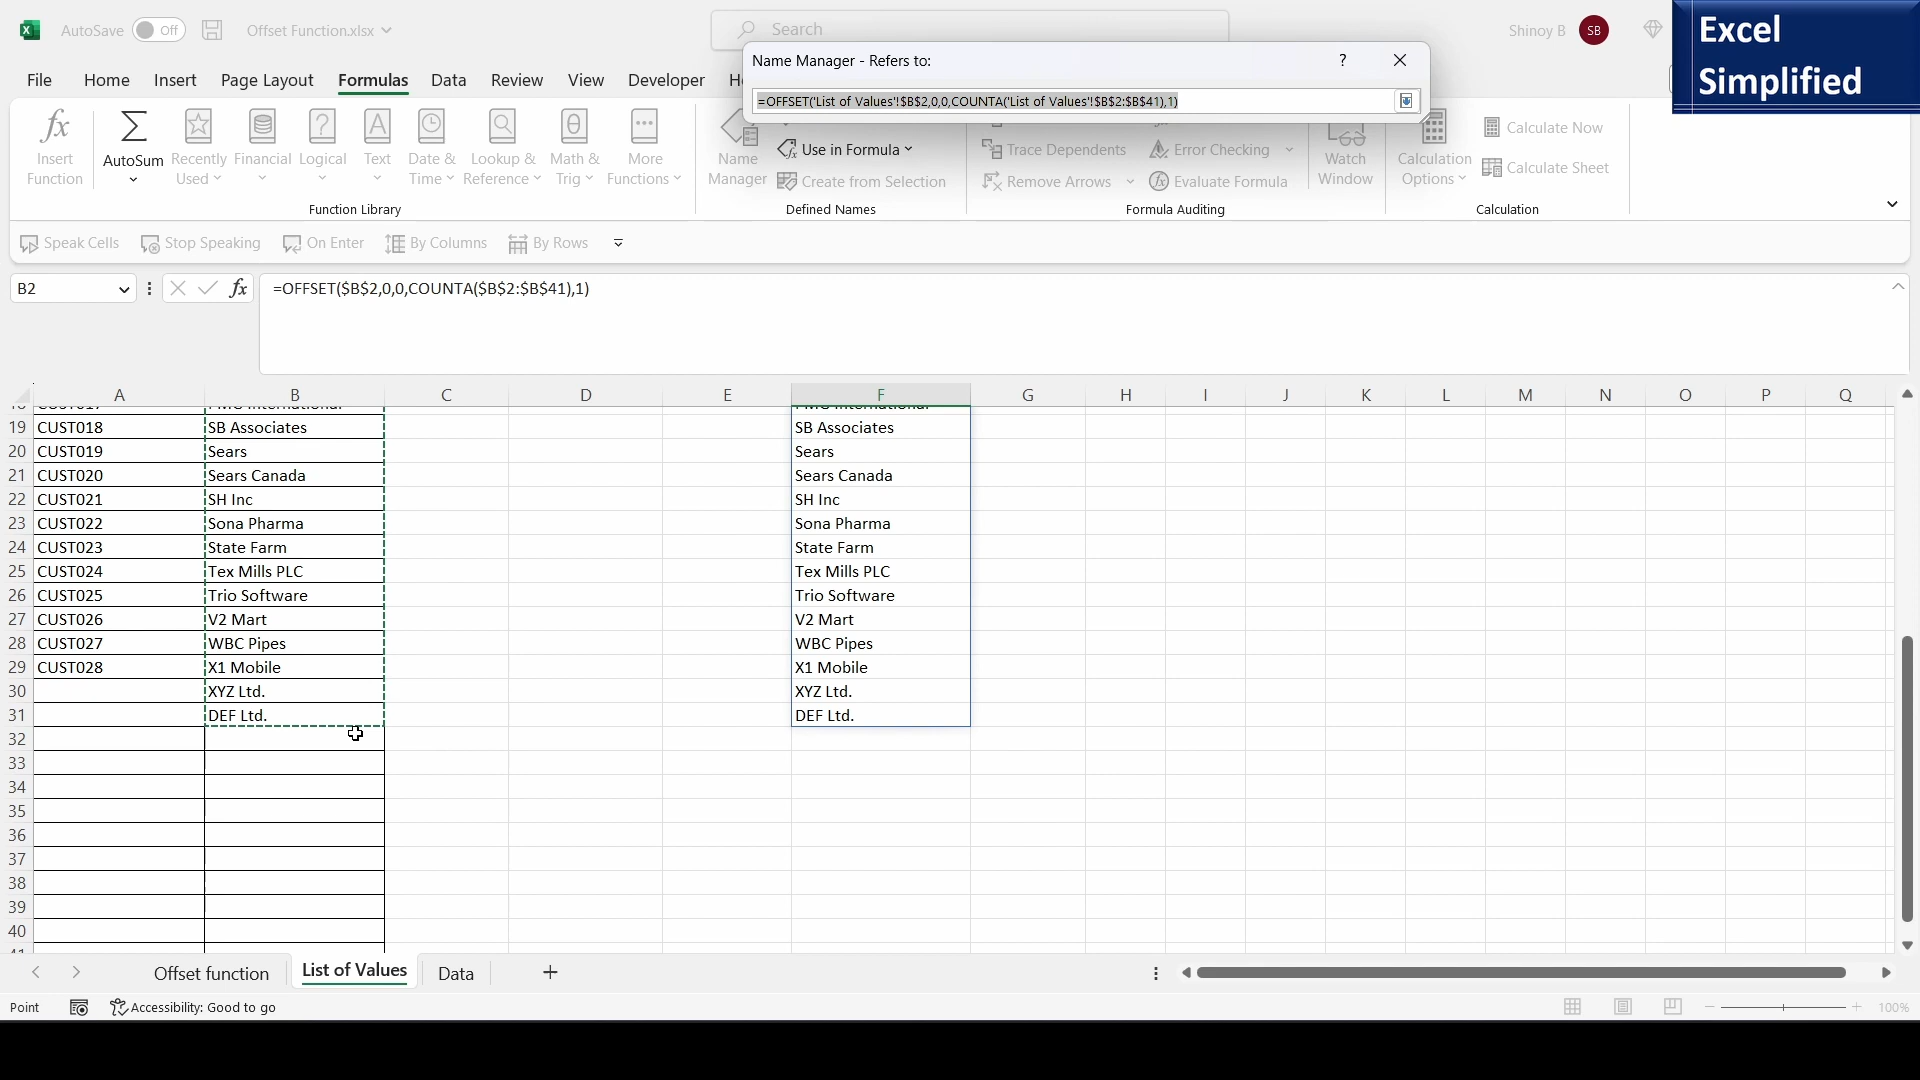 AutoSave Off Offset Function.xlsx Search Shinoy B SB
Excel
Simplified
Name Manager - Refers to: ?
File Home Insert Page Layout Formulas Data Review View Developer
=OFFSET('List of Values'!$B$2,0,0,COUNTA('List of Values'!$B$2:$B$41),1)
Insert
Function
AutoSum
Recently
Used
Financial
Logical
Text
Date &
Time
Lookup &
Reference
Math &
Trig
More
Functions
Name
Manager
Use in Formula
Create from Selection
Trace Dependents
Remove Arrows
Error Checking
Evaluate Formula
Watch
Window
Calculation
Options
Calculate Now
Calculate Sheet
Function Library Defined Names Formula Auditing Calculation
Speak Cells Stop Speaking On Enter By Columns By Rows
B2 fx =OFFSET($B$2,0,0,COUNTA($B$2:$B$41),1)
A B C D E F G H I J K L M N O P Q
19 CUST018 SB Associates SB Associates
20 CUST019 Sears Sears
21 CUST020 Sears Canada Sears Canada
22 CUST021 SH Inc SH Inc
23 CUST022 Sona Pharma Sona Pharma
24 CUST023 State Farm State Farm
25 CUST024 Tex Mills PLC Tex Mills PLC
26 CUST025 Trio Software Trio Software
27 CUST026 V2 Mart V2 Mart
28 CUST027 WBC Pipes WBC Pipes
29 CUST028 X1 Mobile X1 Mobile
30 XYZ Ltd. XYZ Ltd.
31 DEF Ltd. DEF Ltd.
32
33
34
35
36
37
38
39
40
Offset function List of Values Data +
Point Accessibility: Good to go 100%